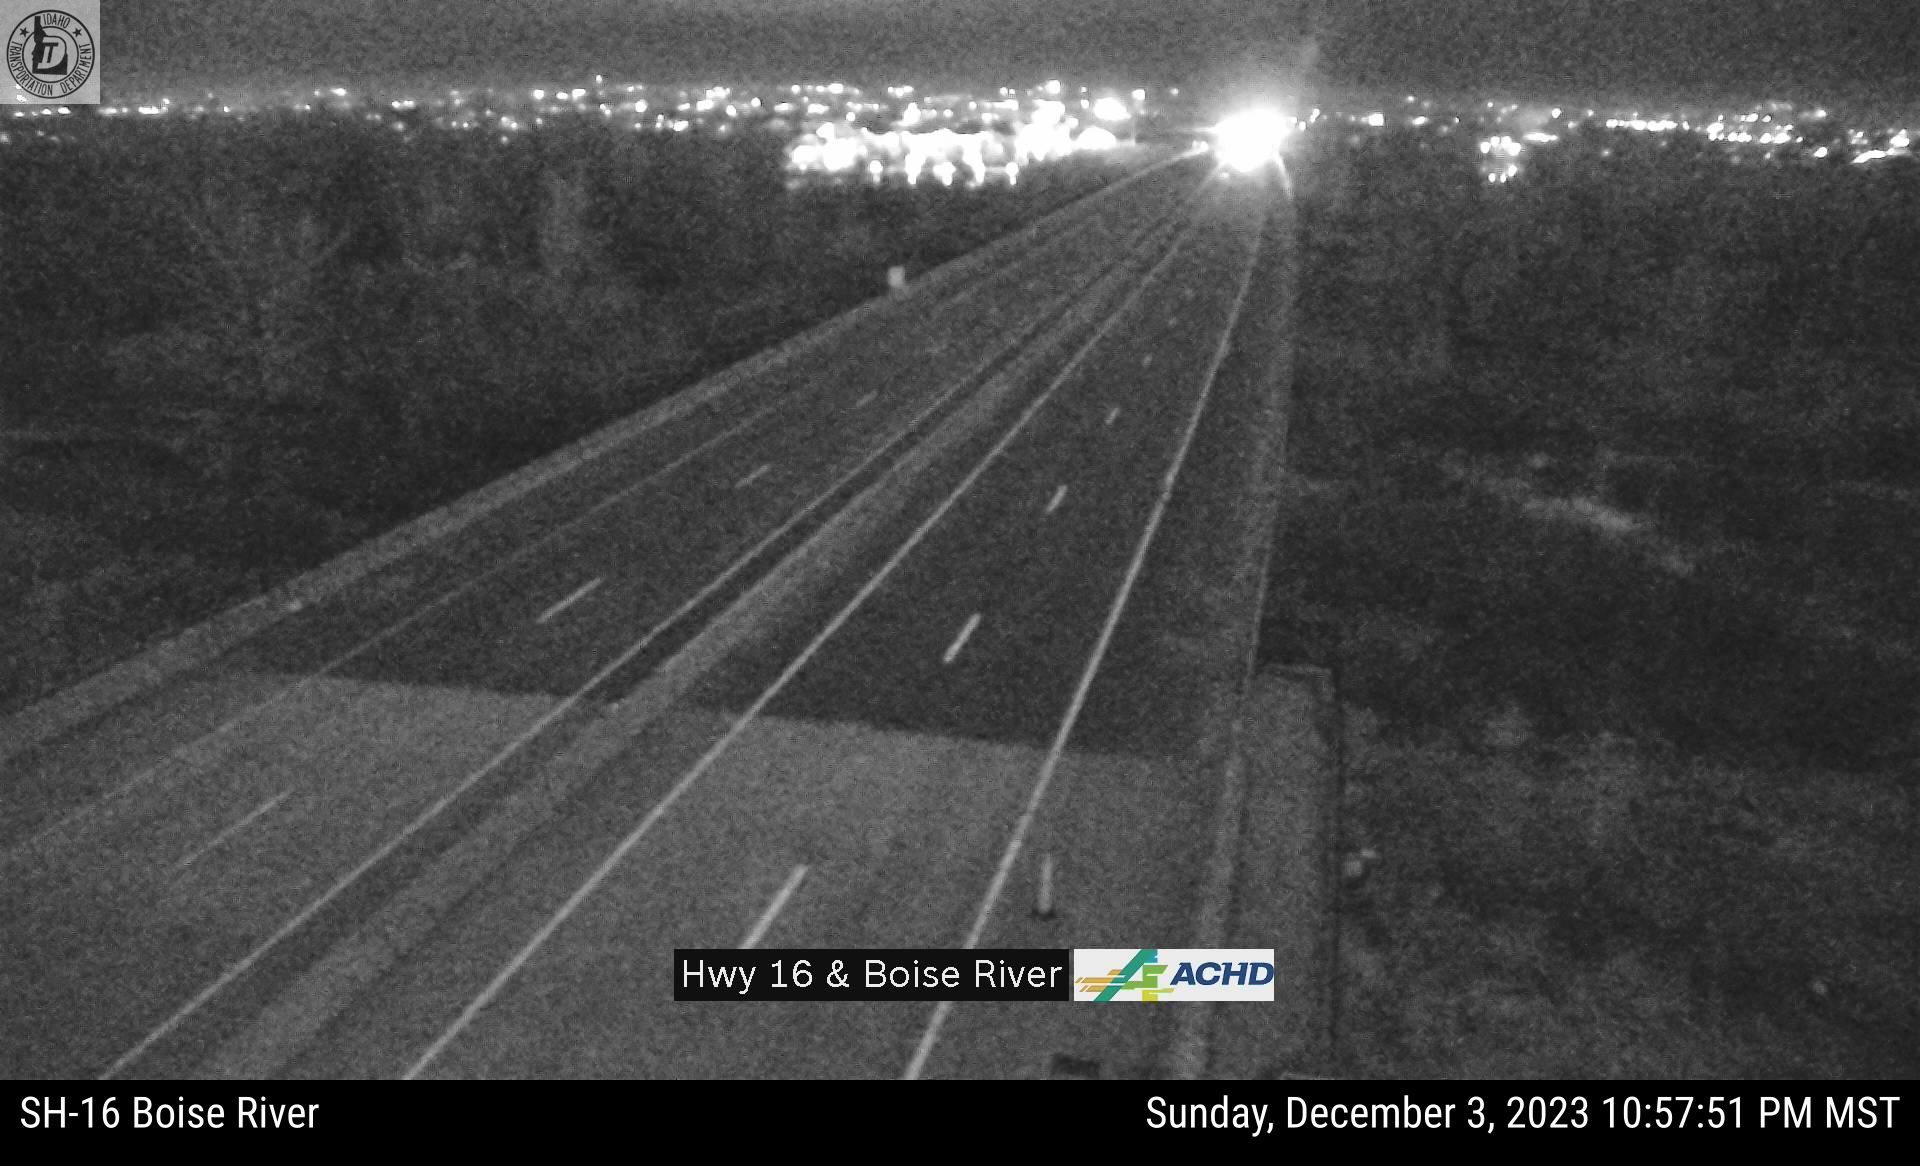 IDAHO
TRANSPORTATION DEPARTMENT
T
Hwy 16 & Boise River
ACHD
SH-16 Boise River
Sunday, December 3, 2023 10:57:51 PM MST